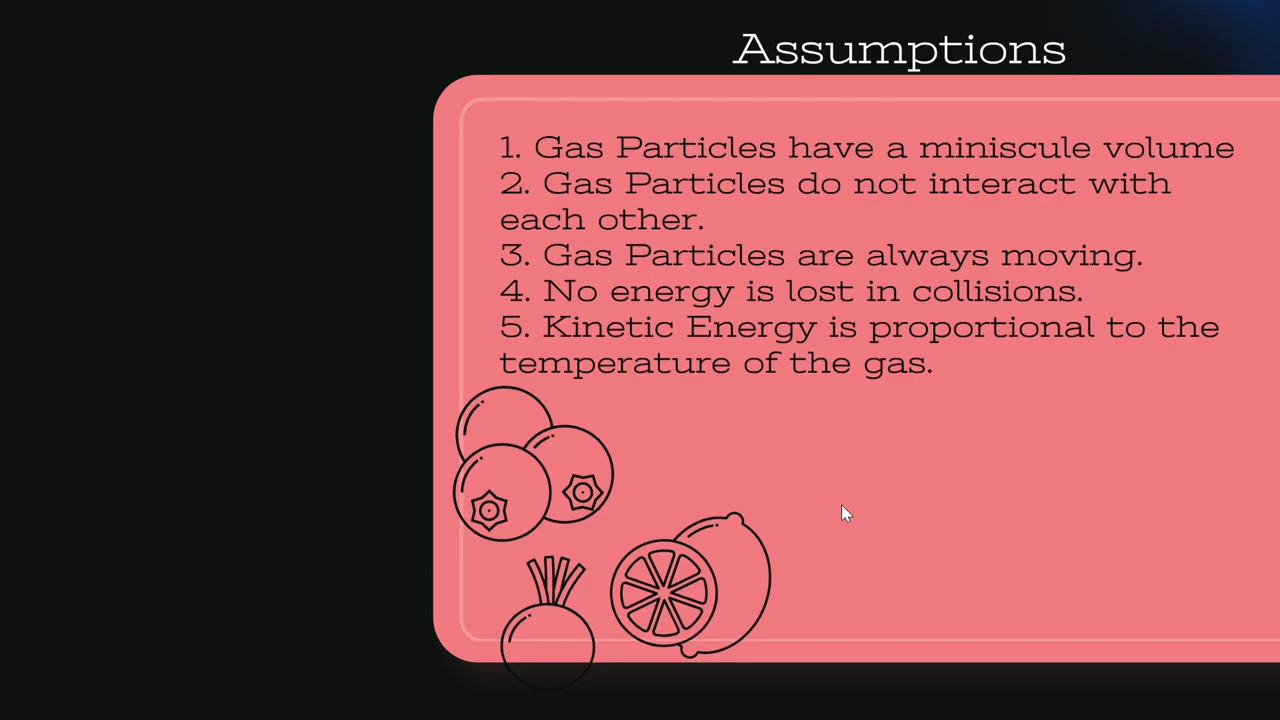 Assumptions
1. Gas Particles have a miniscule volume
2. Gas Particles do not interact with
each other.
3. Gas Particles are always moving.
4. No energy is lost in collisions.
5. Kinetic Energy is proportional to the
temperature of the gas.